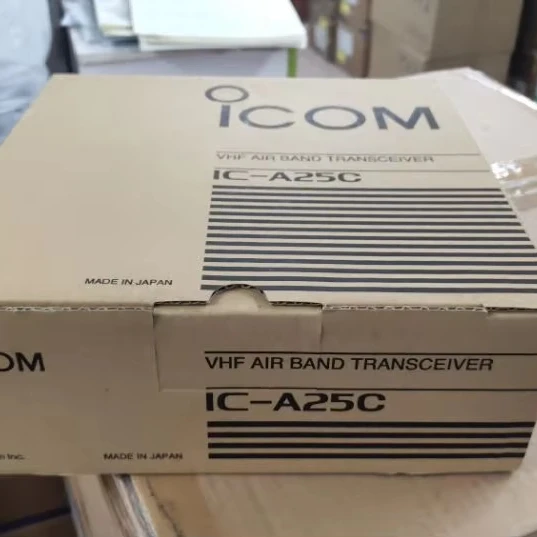 ICOM
VHF AIR BAND TRANSCEIVER
IC-A25C
MADE IN JAPAN
OM
VHF AIR BAND TRANSCEIVER
IC-A25C
Inc.
MADE IN JAPAN